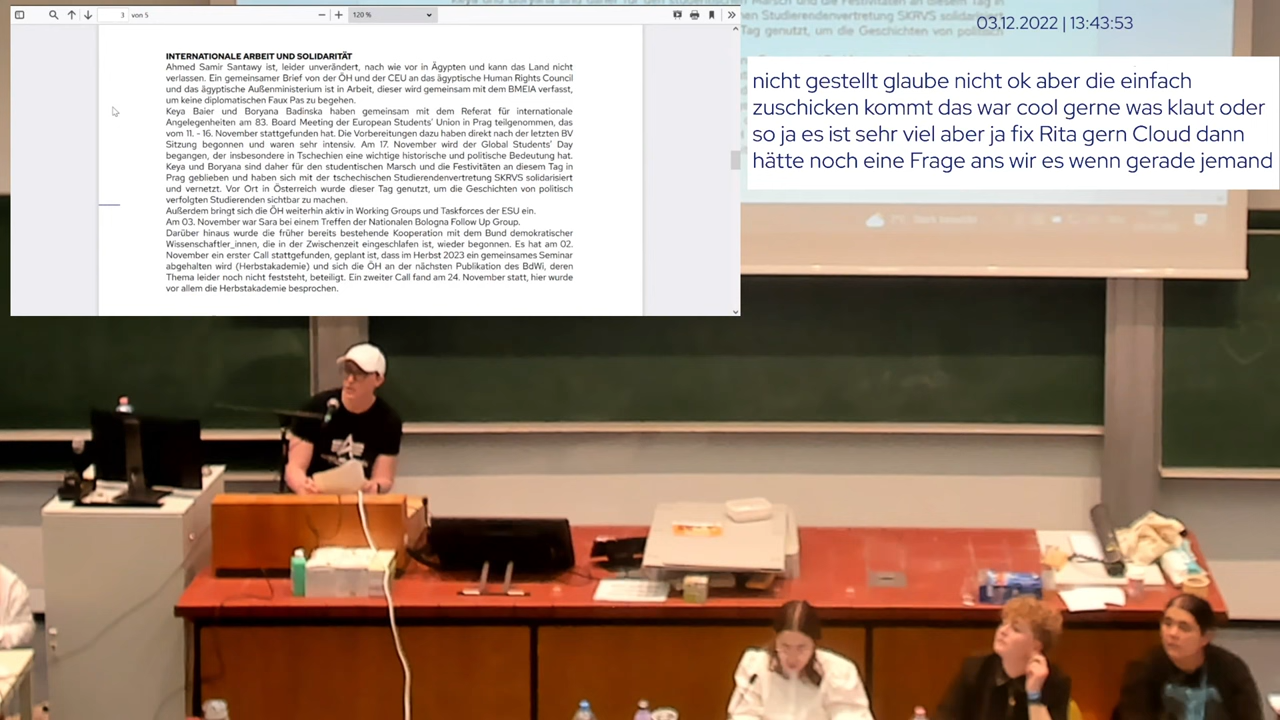 3 von 5
120 %
INTERNATIONALE ARBEIT UND SOLIDARITÄT
Ahmed Samir Santawy ist, leider unverändert, nach wie vor in Ägypten und kann das Land nicht
verlassen. Ein gemeinsamer Brief von der ÖH und der CEU an das ägyptische Human Rights Council
und das ägyptische Außenministerium ist in Arbeit, dieser wird gemeinsam mit dem BMEIA verfasst,
um keine diplomatischen Faux Pas zu begehen.
Keya Baier und Boryana Badinska haben gemeinsam mit dem Referat für internationale
Angelegenheiten am 83. Board Meeting der European Students' Union in Prag teilgenommen, das
vom 11. - 16. November stattgefunden hat. Die Vorbereitungen dazu haben direkt nach der letzten BV
Sitzung begonnen und waren sehr intensiv. Am 17. November wird der Global Students' Day
begangen, der insbesondere in Tschechien eine wichtige historische und politische Bedeutung hat.
Keya und Boryana sind daher für den studentischen Marsch und die Festivitäten an diesem Tag in
Prag geblieben und haben sich mit der tschechischen Studierendenvertretung SKRVS solidarisiert
und vernetzt. Vor Ort in Österreich wurde dieser Tag genutzt, um die Geschichten von politisch
verfolgten Studierenden sichtbar zu machen.
Außerdem bringt sich die ÖH weiterhin aktiv in Working Groups und Taskforces der ESU ein.
Am 03. November war Sara bei einem Treffen der Nationalen Bologna Follow Up Group.
Darüber hinaus wurde die früher bereits bestehende Kooperation mit dem Bund demokratischer
Wissenschaftler_innen, die in der Zwischenzeit eingeschlafen ist, wieder begonnen. Es hat am 02.
November ein erster Call stattgefunden, geplant ist, dass im Herbst 2023 ein gemeinsames Seminar
abgehalten wird (Herbstakademie) und sich die ÖH an der nächsten Publikation des BdWi, deren
Thema leider noch nicht feststeht, beteiligt. Ein zweiter Call fand am 24. November statt, hier wurde
vor allem die Herbstakademie besprochen.
03.12.2022 | 13:43:53
nicht gestellt glaube nicht ok aber die einfach
zuschicken kommt das war cool gerne was klaut oder
so ja es ist sehr viel aber ja fix Rita gern Cloud dann
hätte noch eine Frage ans wir es wenn gerade jemand
en Studierendenvertretung SKRVS solidarisi
Tag genutzt, um die Geschichten von politisch